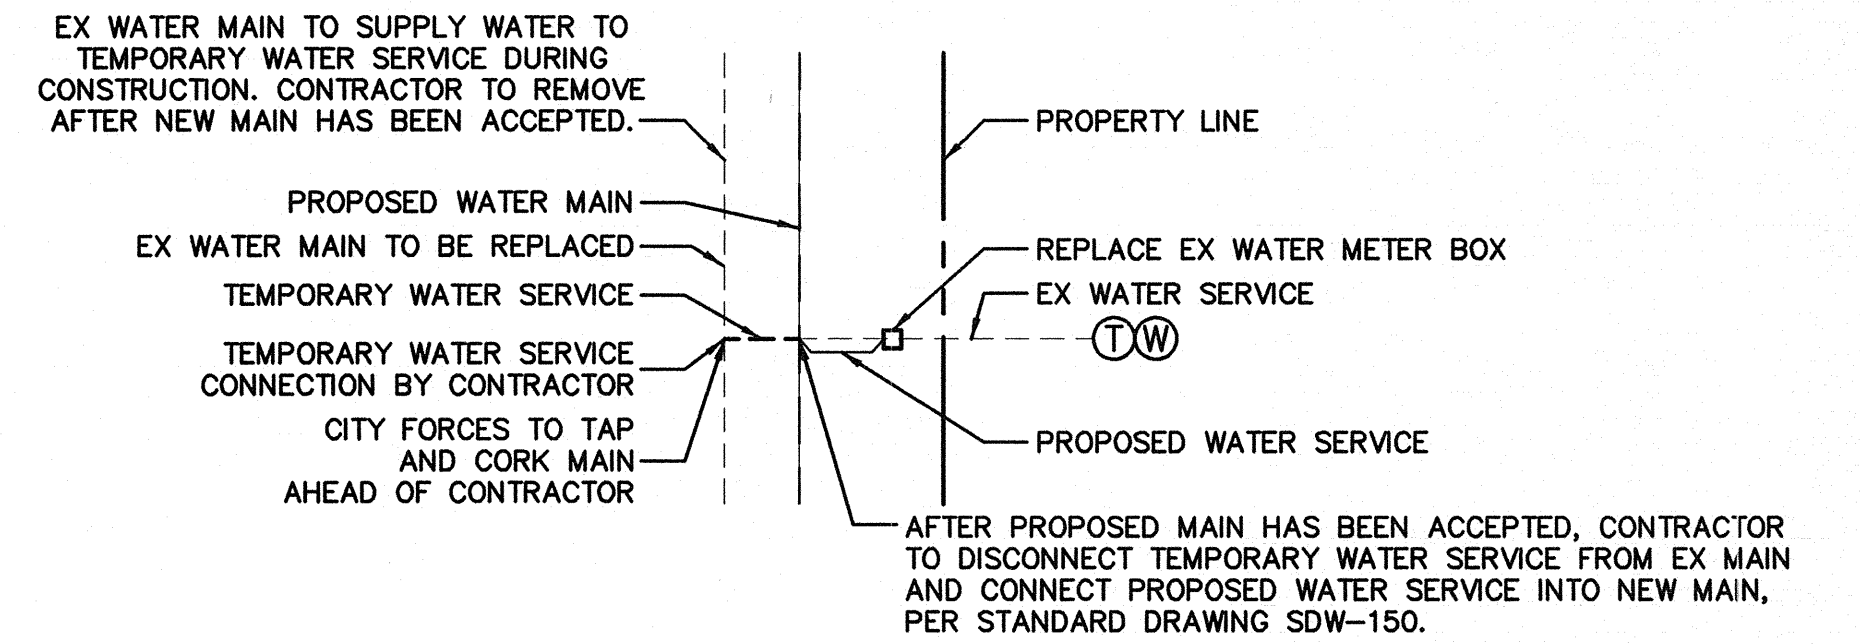 EX WATER MAIN TO SUPPLY WATER TO
TEMPORARY WATER SERVICE DURING
CONSTRUCTION. CONTRACTOR TO REMOVE
AFTER NEW MAIN HAS BEEN ACCEPTED.
PROPOSED WATER MAIN
EX WATER MAIN TO BE REPLACED
TEMPORARY WATER SERVICE
TEMPORARY WATER SERVICE
CONNECTION BY CONTRACTOR
CITY FORCES TO TAP
AND CORK MAIN
AHEAD OF CONTRACTOR
PROPERTY LINE
REPLACE EX WATER METER BOX
EX WATER SERVICE
T W
PROPOSED WATER SERVICE
AFTER PROPOSED MAIN HAS BEEN ACCEPTED, CONTRACTOR
TO DISCONNECT TEMPORARY WATER SERVICE FROM EX MAIN
AND CONNECT PROPOSED WATER SERVICE INTO NEW MAIN,
PER STANDARD DRAWING SDW-150.